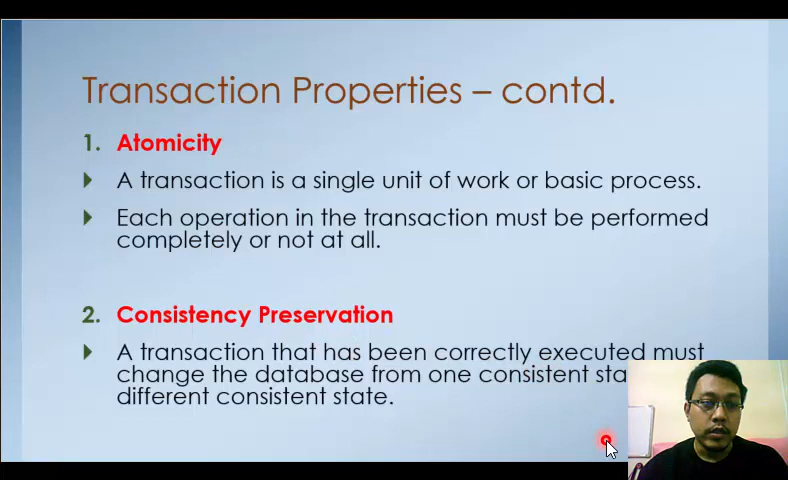 Transaction Properties – contd.
1. Atomicity
A transaction is a single unit of work or basic process.
Each operation in the transaction must be performed
completely or not at all.
2. Consistency Preservation
A transaction that has been correctly executed must
change the database from one consistent
different consistent state.